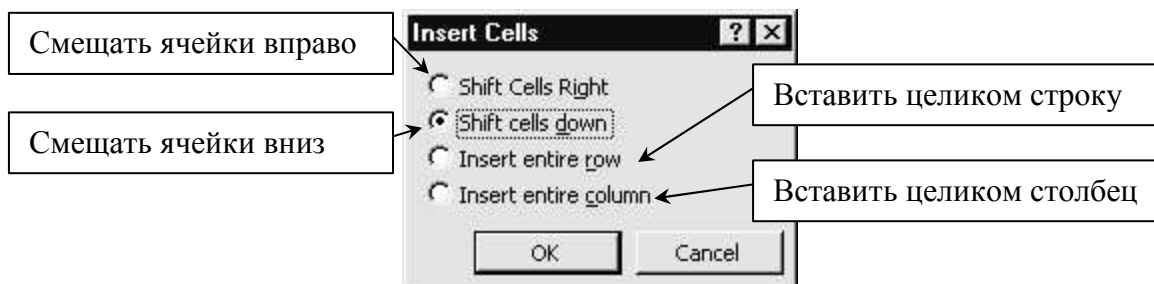 Смещать ячейки вправо
Insert Cells
Shift Cells Right
Вставить целиком строку
Shift cells down
Смещать ячейки вниз
Insert entire row
Insert entire column
Вставить целиком столбец
OK
Cancel